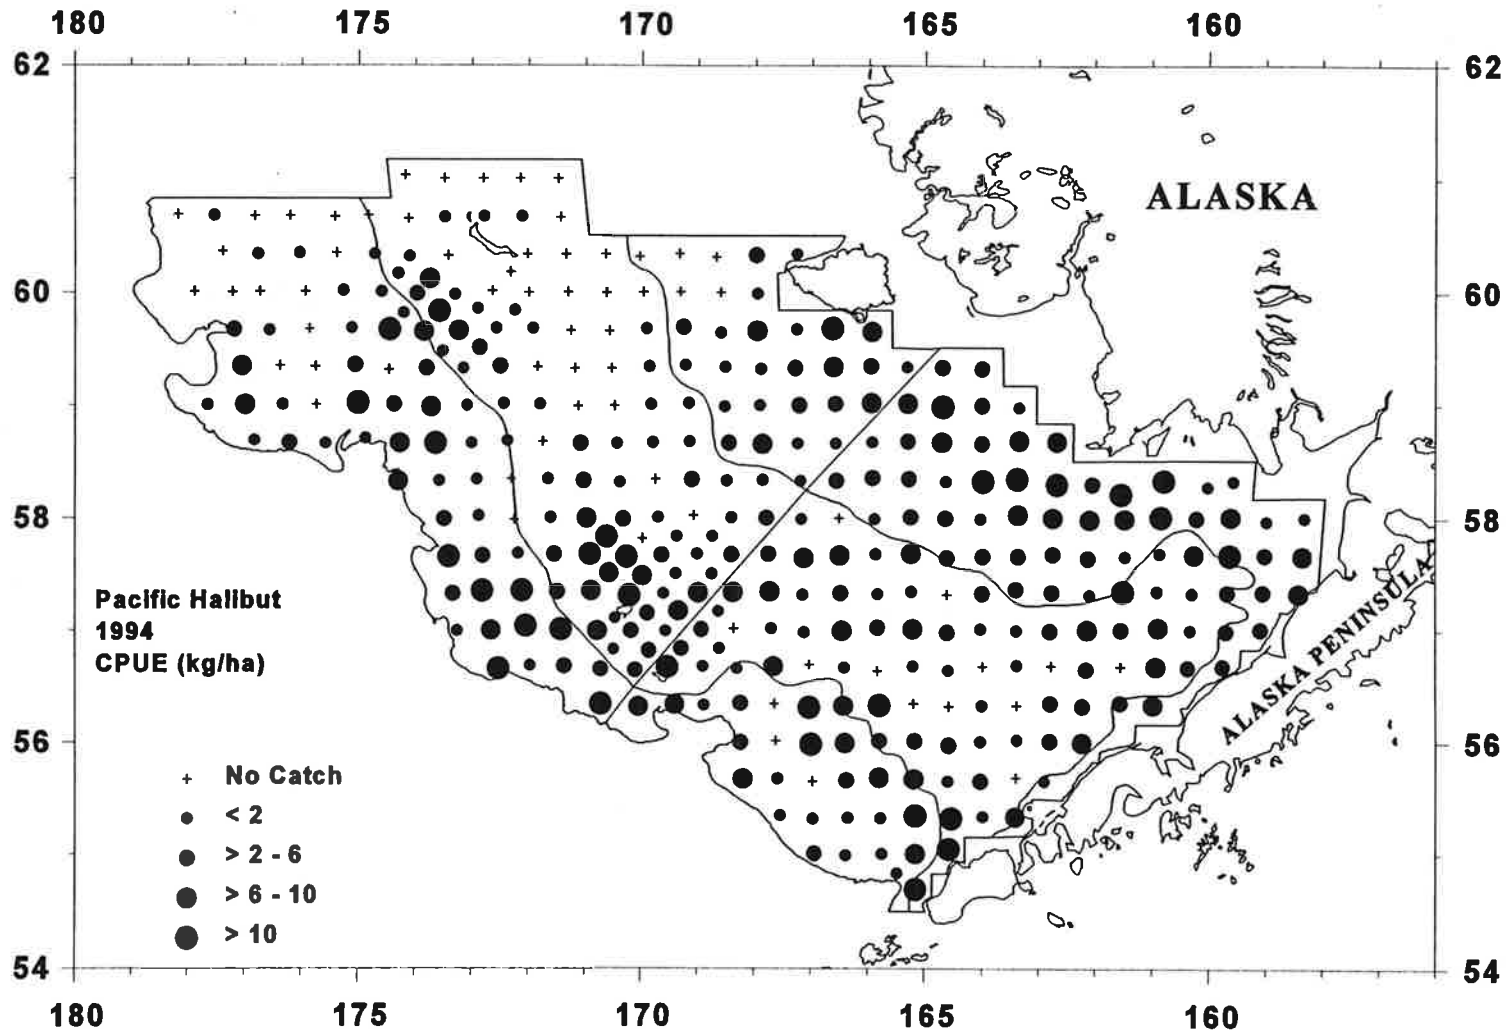 180 175 170 165 160
62 62
ALASKA
60 60
58 58
Pacific Halibut
1994
CPUE (kg/ha)
ALASKA PENINSULA
56 56
+ No Catch
< 2
> 2 - 6
> 6 - 10
> 10
54 54
180 175 170 165 160